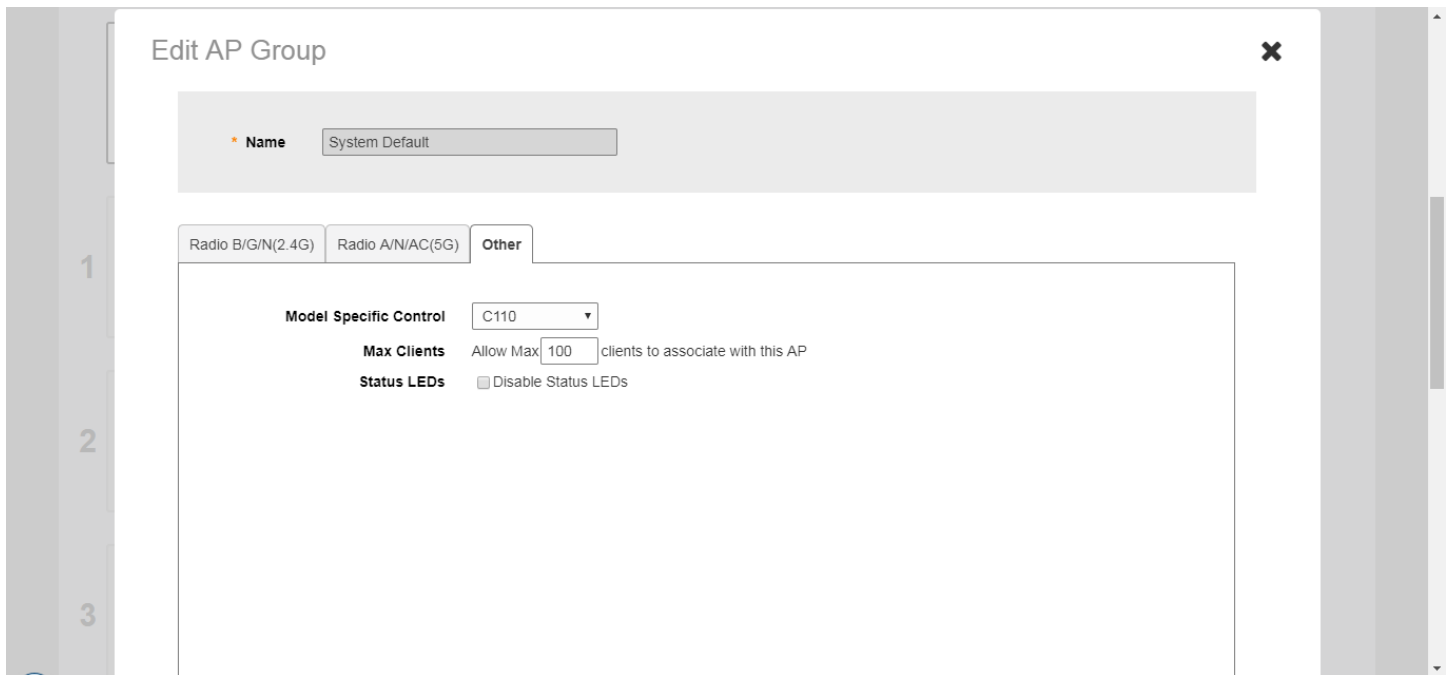 Edit AP Group
* Name System Default
Radio B/G/N(2.4G) Radio A/N/AC(5G) Other
Model Specific Control C110
Max Clients Allow Max 100 clients to associate with this AP
Status LEDs Disable Status LEDs
1
2
3